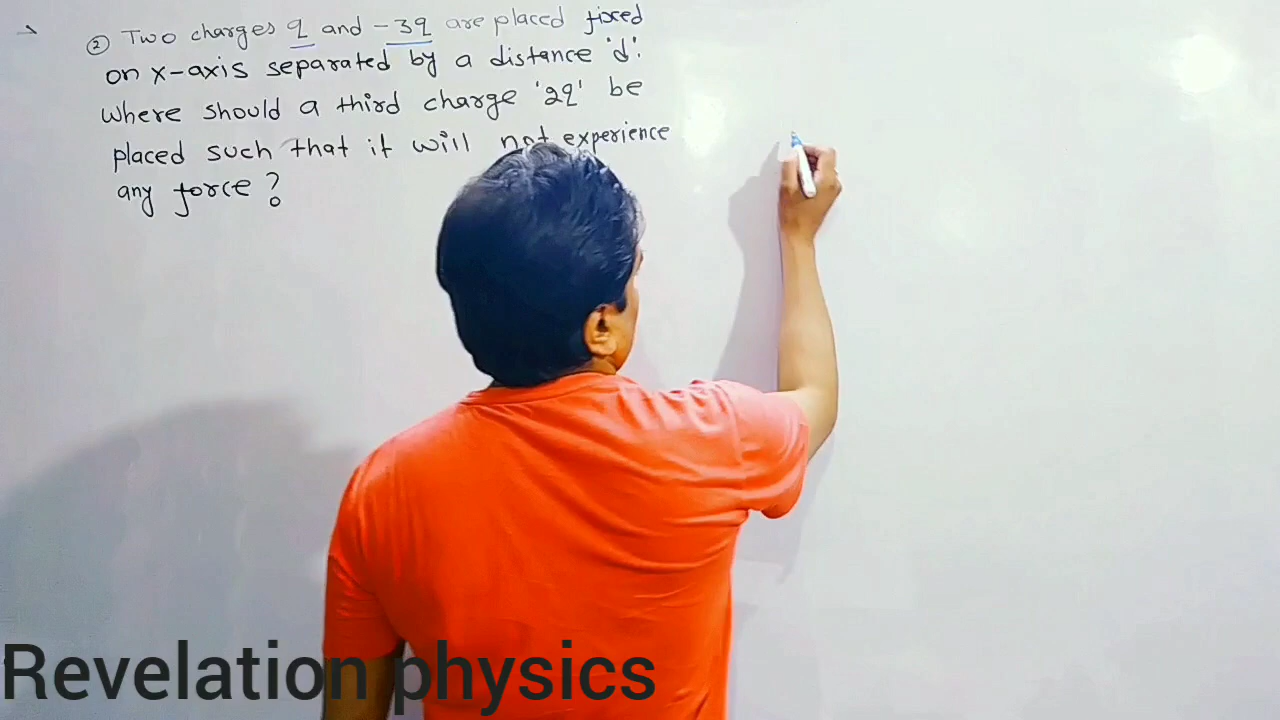 ② Two charges q and -3q are placed fixed
on x-axis separated by a distance 'd'.
Where should a third charge '2q' be
placed such that it will not experience
any force ?
Revelation physics